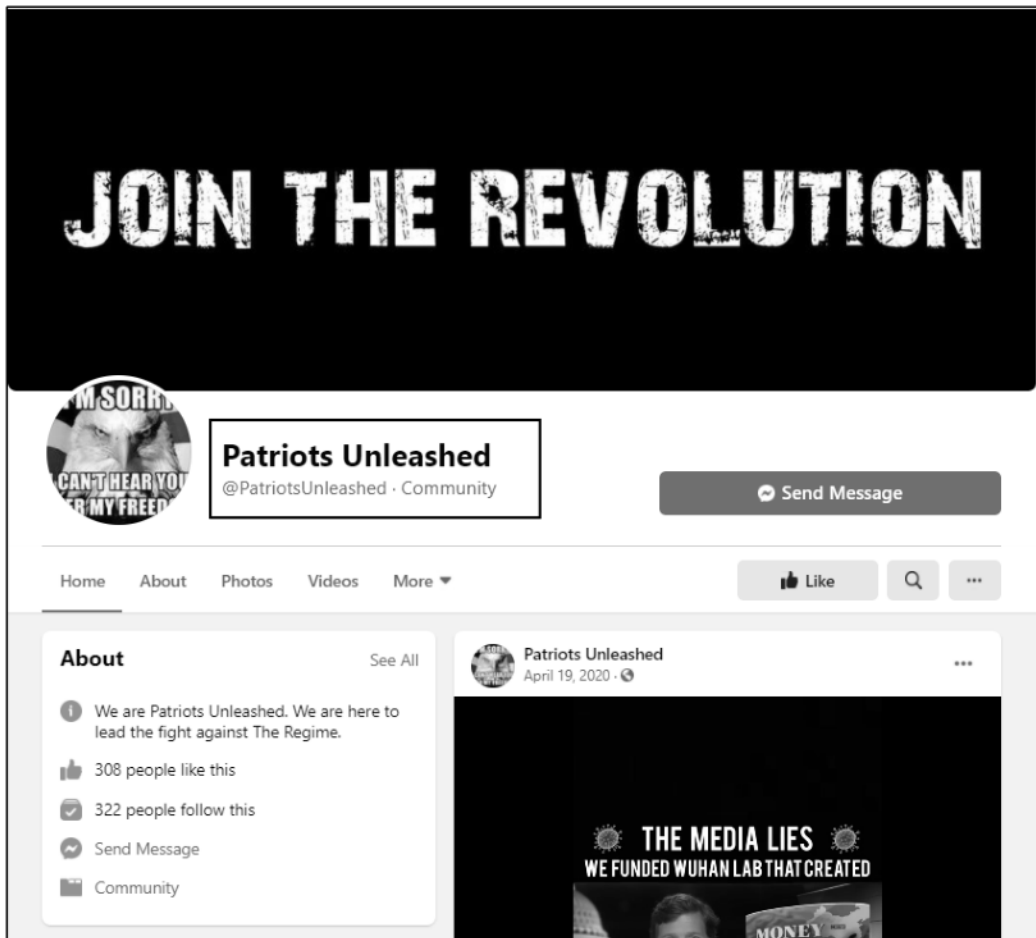 JOIN THE REVOLUTION
I'M SORRY
CAN'T HEAR YOU
MY FREED
Patriots Unleashed
@PatriotsUnleashed · Community
Send Message
Home About Photos Videos More
Like
...
About See All
We are Patriots Unleashed. We are here to
lead the fight against The Regime.
308 people like this
322 people follow this
Send Message
Community
Patriots Unleashed
April 19, 2020 ·
...
THE MEDIA LIES
WE FUNDED WUHAN LAB THAT CREATED
MONEY